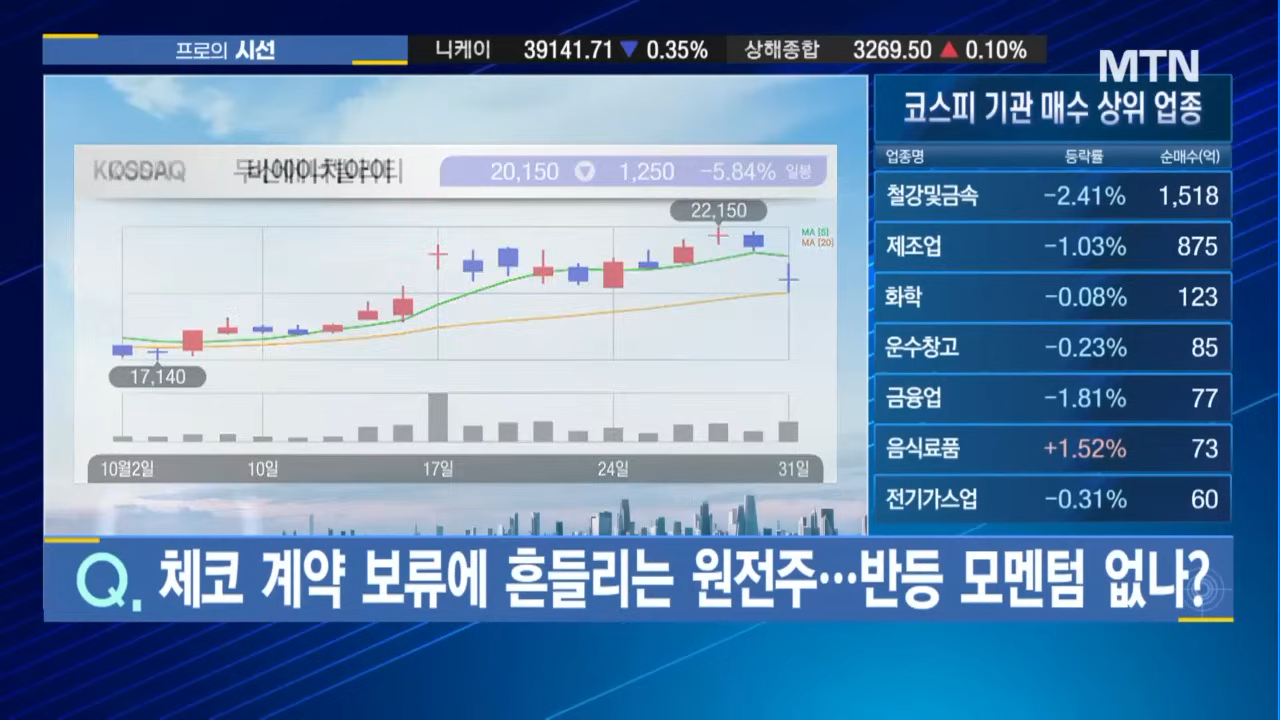 프로의 시선
니케이 39141.71 ▼ 0.35% 상해종합 3269.50 ▲ 0.10%
MTN
코스피 기관 매수 상위 업종
업종명 등락률 순매수(억)
철강및금속 -2.41% 1,518
제조업 -1.03% 875
화학 -0.08% 123
운수창고 -0.23% 85
금융업 -1.81% 77
음식료품 +1.52% 73
전기가스업 -0.31% 60
20,150 ▼ 1,250 -5.84% 일봉
22,150
MA [5]
MA [20]
17,140
10월2일 10일 17일 24일 31일
Q. 체코 계약 보류에 흔들리는 원전주…반등 모멘텀 없나?